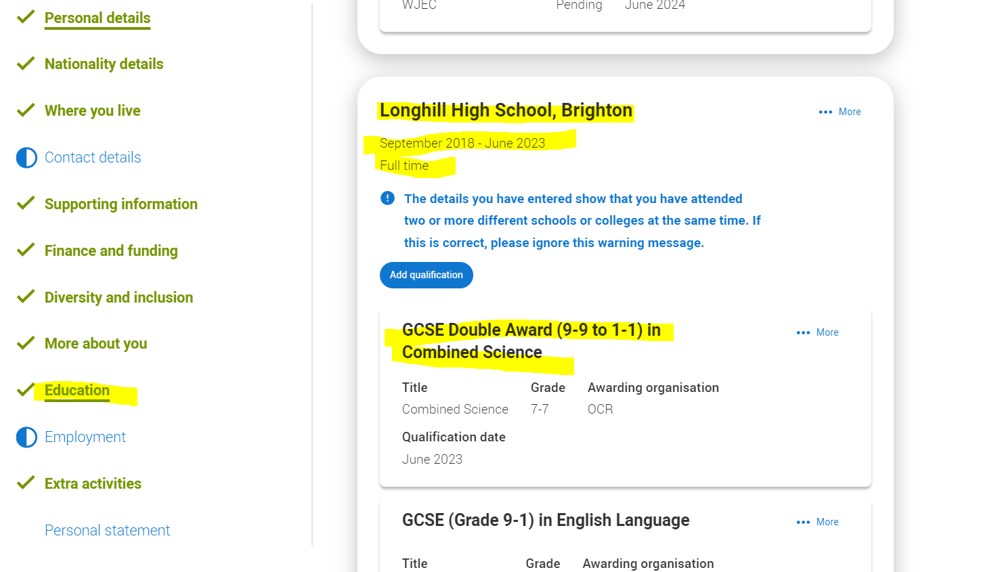 Personal details
Nationality details
Where you live
Contact details
Supporting information
Finance and funding
Diversity and inclusion
More about you
Education
Employment
Extra activities
Personal statement
WJEC Pending June 2024
Longhill High School, Brighton
••• More
September 2018 - June 2023
Full time
The details you have entered show that you have attended
two or more different schools or colleges at the same time. If
this is correct, please ignore this warning message.
Add qualification
GCSE Double Award (9-9 to 1-1) in
Combined Science
••• More
Title Grade Awarding organisation
Combined Science 7-7 OCR
Qualification date
June 2023
GCSE (Grade 9-1) in English Language
••• More
Title Grade Awarding organisation